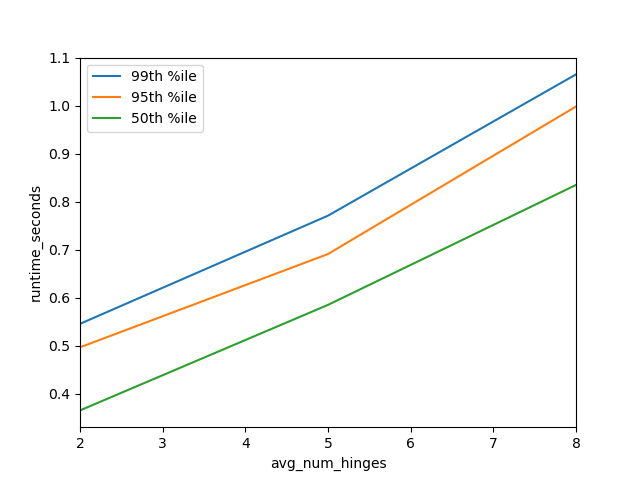 1.1
1.0
0.9
0.8
0.7
0.6
0.5
0.4
runtime_seconds
99th %ile
95th %ile
50th %ile
2 3 4 5 6 7 8
avg_num_hinges